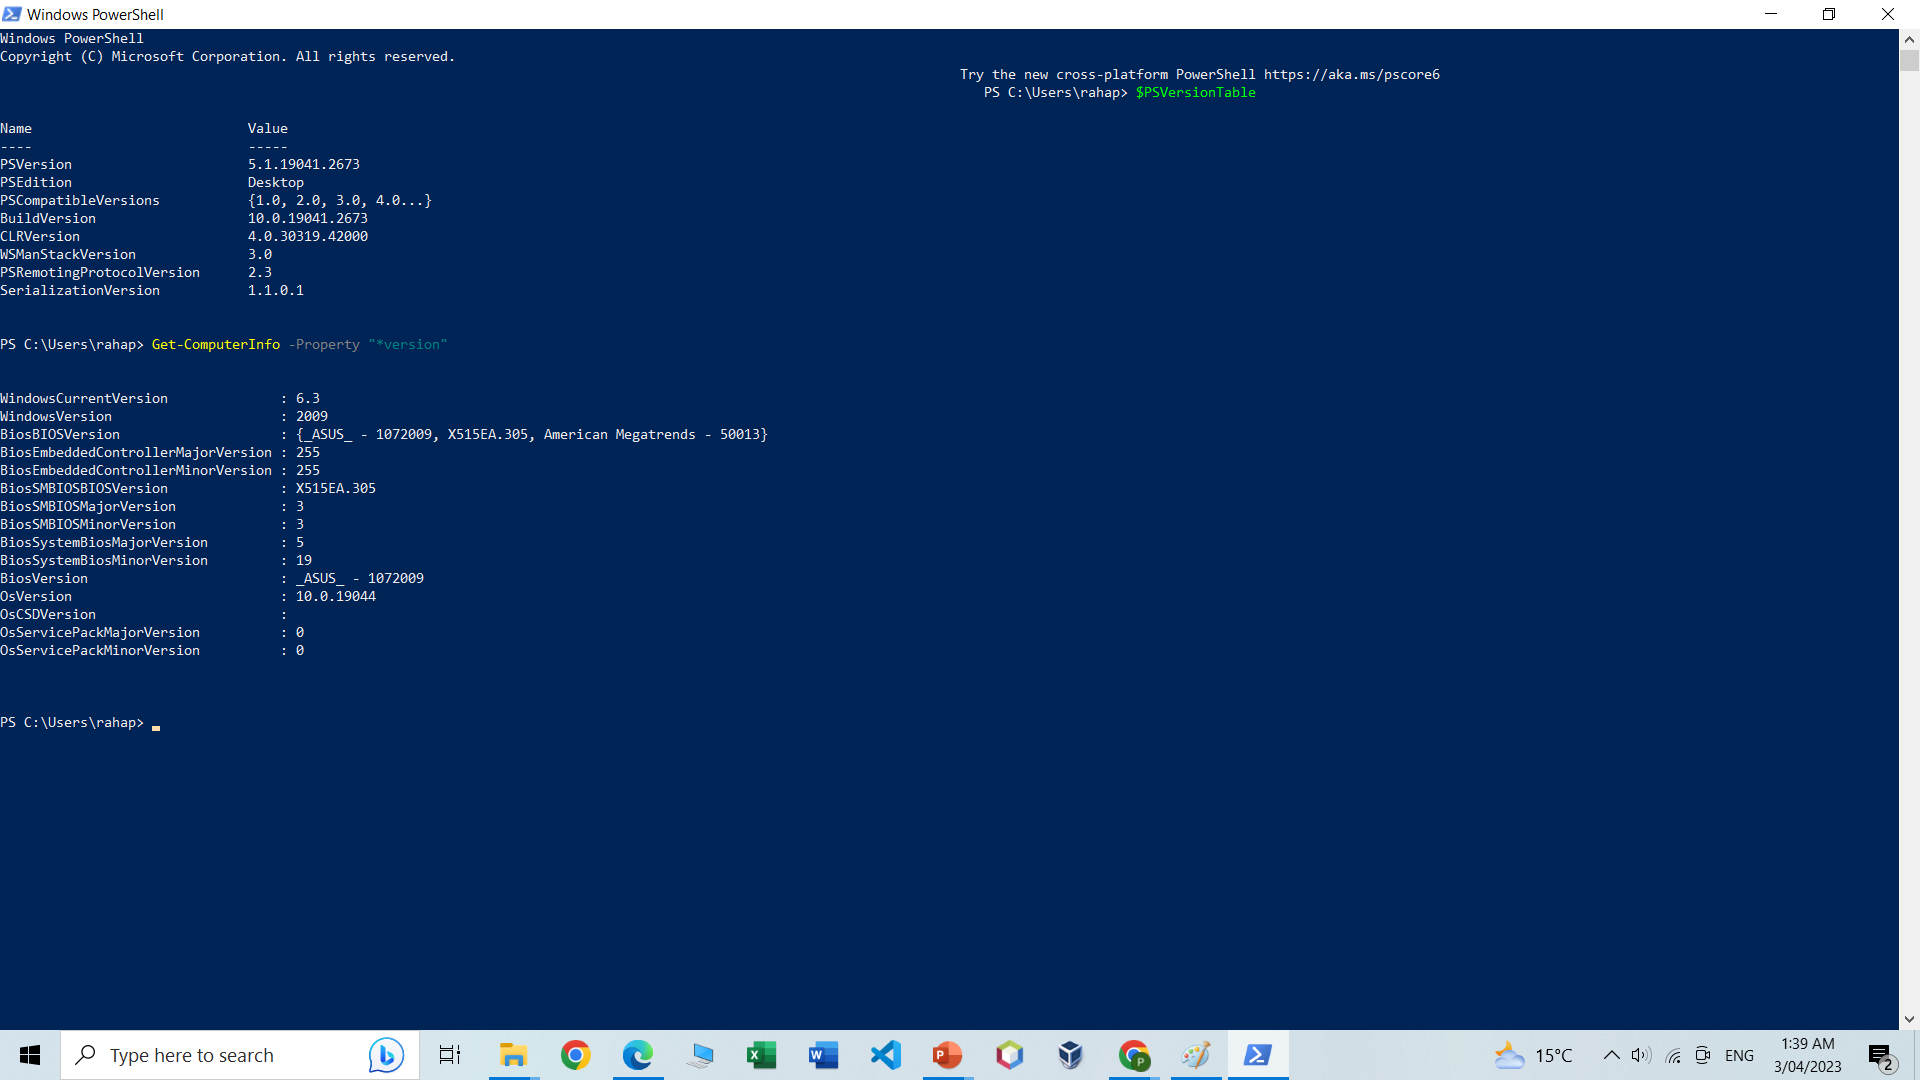 Windows PowerShell
Windows PowerShell
Copyright (C) Microsoft Corporation. All rights reserved.
Try the new cross-platform PowerShell https://aka.ms/pscore6
PS C:\Users\rahap> $PSVersionTable
Name                           Value
----                           -----
PSVersion                      5.1.19041.2673
PSEdition                      Desktop
PSCompatibleVersions           {1.0, 2.0, 3.0, 4.0...}
BuildVersion                   10.0.19041.2673
CLRVersion                     4.0.30319.42000
WSManStackVersion              3.0
PSRemotingProtocolVersion      2.3
SerializationVersion           1.1.0.1
PS C:\Users\rahap> Get-ComputerInfo -Property "*version"
WindowsCurrentVersion              : 6.3
WindowsVersion                     : 2009
BiosBIOSVersion                    : {_ASUS_ - 1072009, X515EA.305, American Megatrends - 50013}
BiosEmbeddedControllerMajorVersion : 255
BiosEmbeddedControllerMinorVersion : 255
BiosSMBIOSBIOSVersion              : X515EA.305
BiosSMBIOSMajorVersion             : 3
BiosSMBIOSMinorVersion             : 3
BiosSystemBiosMajorVersion         : 5
BiosSystemBiosMinorVersion         : 19
BiosVersion                        : _ASUS_ - 1072009
OsVersion                          : 10.0.19044
OsCSDVersion                       :
OsServicePackMajorVersion          : 0
OsServicePackMinorVersion          : 0
PS C:\Users\rahap>
Type here to search
15°C
ENG
1:39 AM
3/04/2023
2